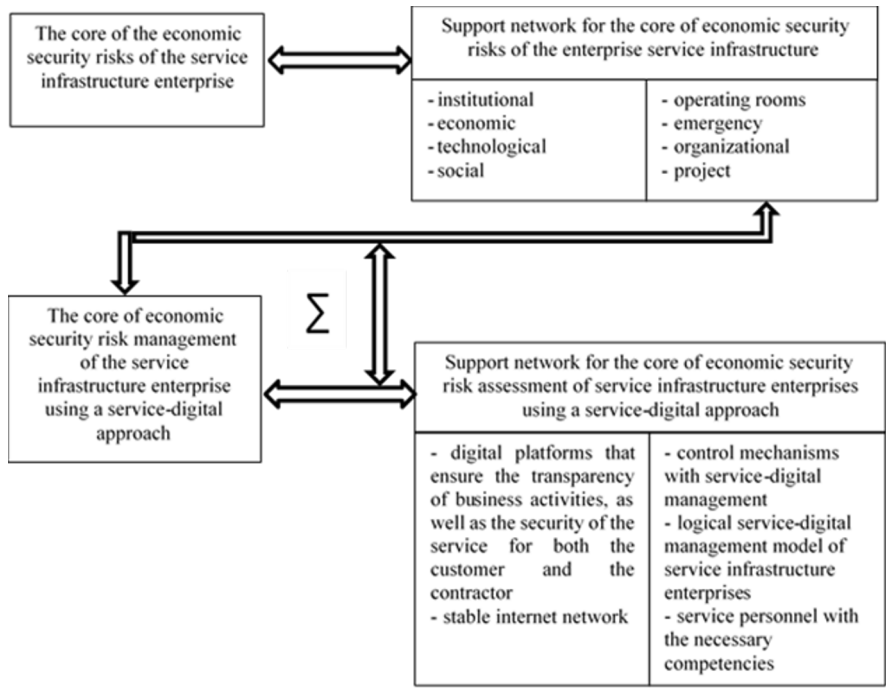 The core of the economic
security risks of the service
infrastructure enterprise
Support network for the core of economic security
risks of the enterprise service infrastructure
- institutional
- economic
- technological
- social
- operating rooms
- emergency
- organizational
- project
∑
The core of economic
security risk management
of the service
infrastructure enterprise
using a service-digital
approach
Support network for the core of economic security
risk assessment of service infrastructure enterprises
using a service-digital approach
- digital platforms that
ensure the transparency
of business activities, as
well as the security of the
service for both the
customer and the
contractor
- stable internet network
- control mechanisms
with service-digital
management
- logical service-digital
management model of
service infrastructure
enterprises
- service personnel with
the necessary
competencies